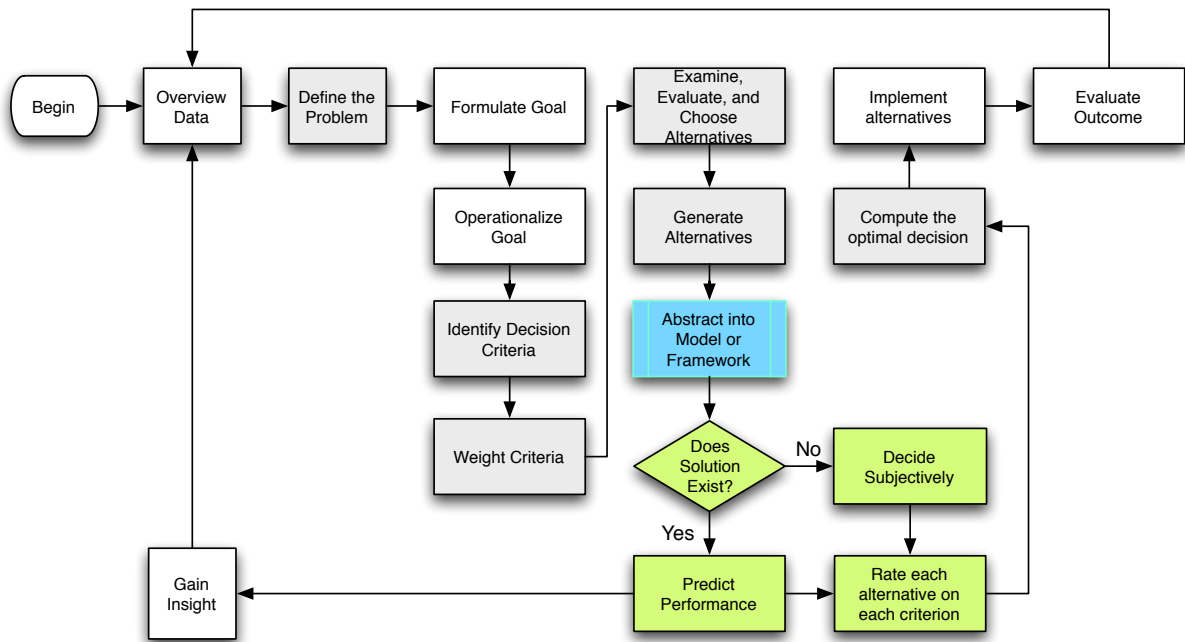 Begin
Overview
Data
Define the
Problem
Formulate Goal
Operationalize
Goal
Identify Decision
Criteria
Weight Criteria
Examine,
Evaluate, and
Choose
Alternatives
Generate
Alternatives
Abstract into
Model or
Framework
Does
Solution
Exist?
No
Yes
Decide
Subjectively
Predict
Performance
Rate each
alternative on
each criterion
Gain
Insight
Compute the
optimal decision
Implement
alternatives
Evaluate
Outcome